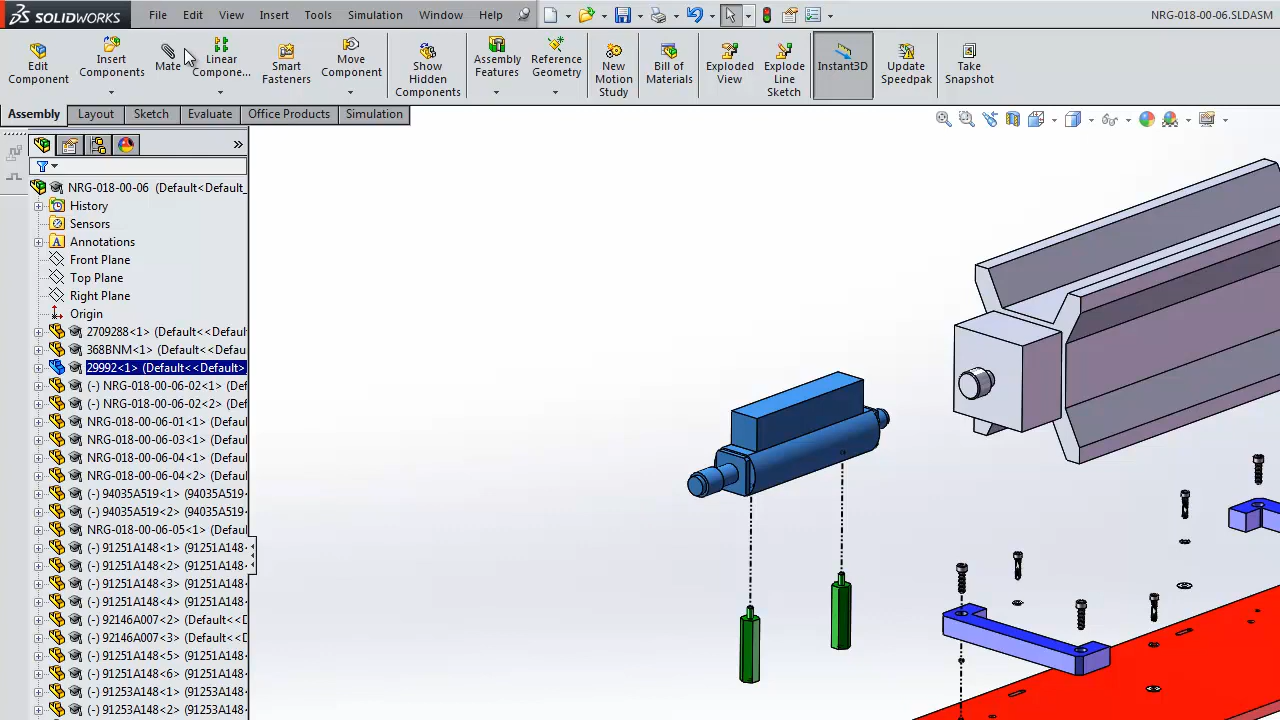 SOLIDWORKS File Edit View Insert Tools Simulation Window Help NRG-018-00-06.SLDASM
Edit Component
Insert Components
Mate
Linear Compone...
Smart Fasteners
Move Component
Show Hidden Components
Assembly Features
Reference Geometry
New Motion Study
Bill of Materials
Exploded View
Explode Line Sketch
Instant3D
Update Speedpak
Take Snapshot
Assembly Layout Sketch Evaluate Office Products Simulation
NRG-018-00-06 (Default<Default_
History
Sensors
Annotations
Front Plane
Top Plane
Right Plane
Origin
2709288<1> (Default<<Defaul
368BNM<1> (Default<<Defau
29992<1> (Default<<Default>
(-) NRG-018-00-06-02<1> (Def
(-) NRG-018-00-06-02<2> (Def
NRG-018-00-06-01<1> (Defaul
NRG-018-00-06-03<1> (Defaul
NRG-018-00-06-04<1> (Defaul
NRG-018-00-06-04<2> (Defaul
(-) 94035A519<1> (94035A519
(-) 94035A519<2> (94035A519
NRG-018-00-06-05<1> (Defaul
(-) 91251A148<1> (91251A148
(-) 91251A148<2> (91251A148
(-) 91251A148<3> (91251A148
(-) 91251A148<4> (91251A148
(-) 92146A007<2> (Default<<D
(-) 92146A007<3> (Default<<D
(-) 91251A148<5> (91251A148
(-) 91251A148<6> (91251A148
(-) 91253A148<1> (91253A148
(-) 91253A148<2> (91253A148